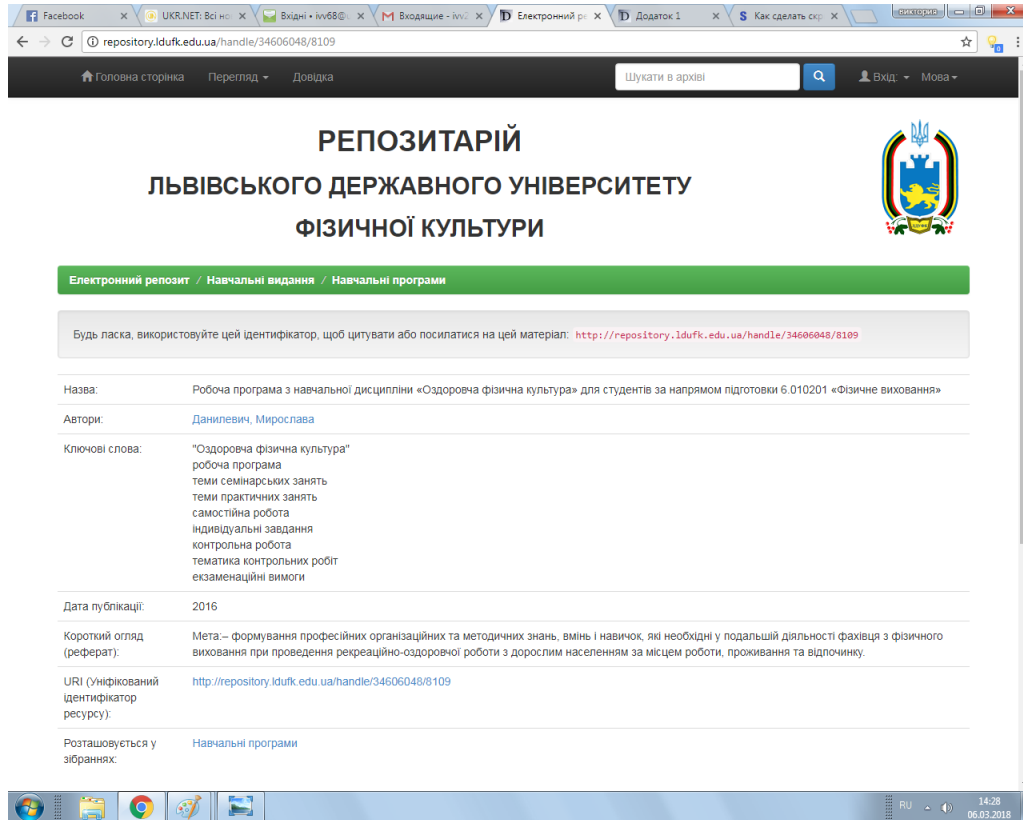 Facebook
UKR.NET: Всі но
Вхідні • ivv68@
Входящие - ivv2
Електронний ре
Додаток 1
Как сделать скр
виктория
repository.ldufk.edu.ua/handle/34606048/8109
Головна сторінка Перегляд Довідка Шукати в архіві Вхід: Мова
РЕПОЗИТАРІЙ
ЛЬВІВСЬКОГО ДЕРЖАВНОГО УНІВЕРСИТЕТУ
ФІЗИЧНОЇ КУЛЬТУРИ
Електронний репозит / Навчальні видання / Навчальні програми
Будь ласка, використовуйте цей ідентифікатор, щоб цитувати або посилатися на цей матеріал: http://repository.ldufk.edu.ua/handle/34606048/8109
Назва: Робоча програма з навчальної дисципліни «Оздоровча фізична культура» для студентів за напрямом підготовки 6.010201 «Фізичне виховання»
Автори: Данилевич, Мирослава
Ключові слова: "Оздоровча фізична культура"
робоча програма
теми семінарських занять
теми практичних занять
самостійна робота
індивідуальні завдання
контрольна робота
тематика контрольних робіт
екзаменаційні вимоги
Дата публікації: 2016
Короткий огляд (реферат): Мета:– формування професійних організаційних та методичних знань, вмінь і навичок, які необхідні у подальшій діяльності фахівця з фізичного
виховання при проведення рекреаційно-оздоровчої роботи з дорослим населенням за місцем роботи, проживання та відпочинку.
URI (Уніфікований
ідентифікатор
ресурсу): http://repository.ldufk.edu.ua/handle/34606048/8109
Розташовується у
зібраннях: Навчальні програми
RU
14:28
06.03.2018